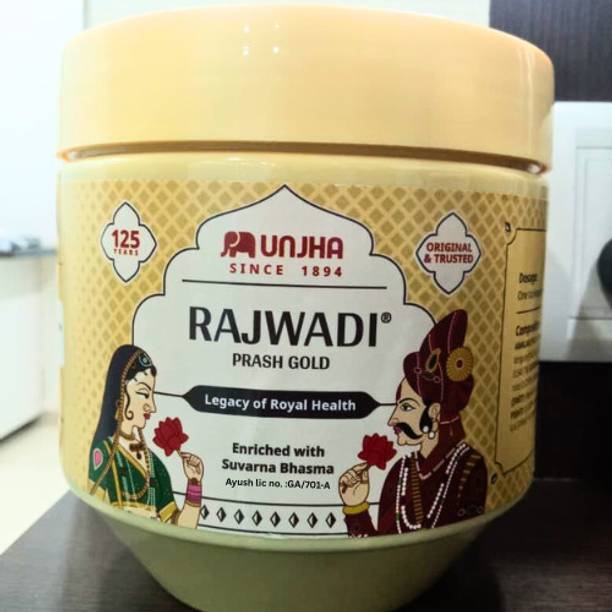 125
YEARS
UNJHA
SINCE 1894
ORIGINAL
& TRUSTED
RAJWADI®
PRASH GOLD
Legacy of Royal Health
Enriched with
Suvarna Bhasma
Ayush lic no. :GA/701-A
Dosage